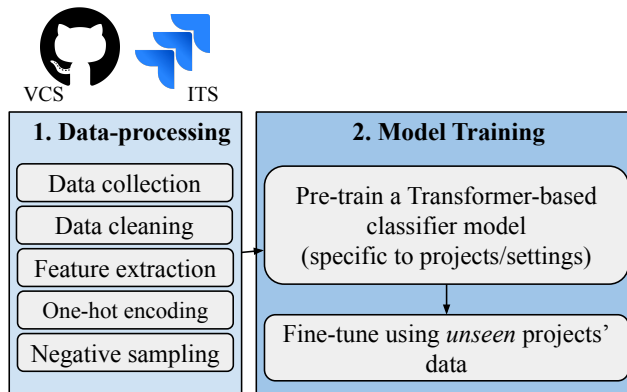 VCS
ITS
1. Data-processing
Data collection
Data cleaning
Feature extraction
One-hot encoding
Negative sampling
2. Model Training
Pre-train a Transformer-based
classifier model
(specific to projects/settings)
Fine-tune using unseen projects’
data